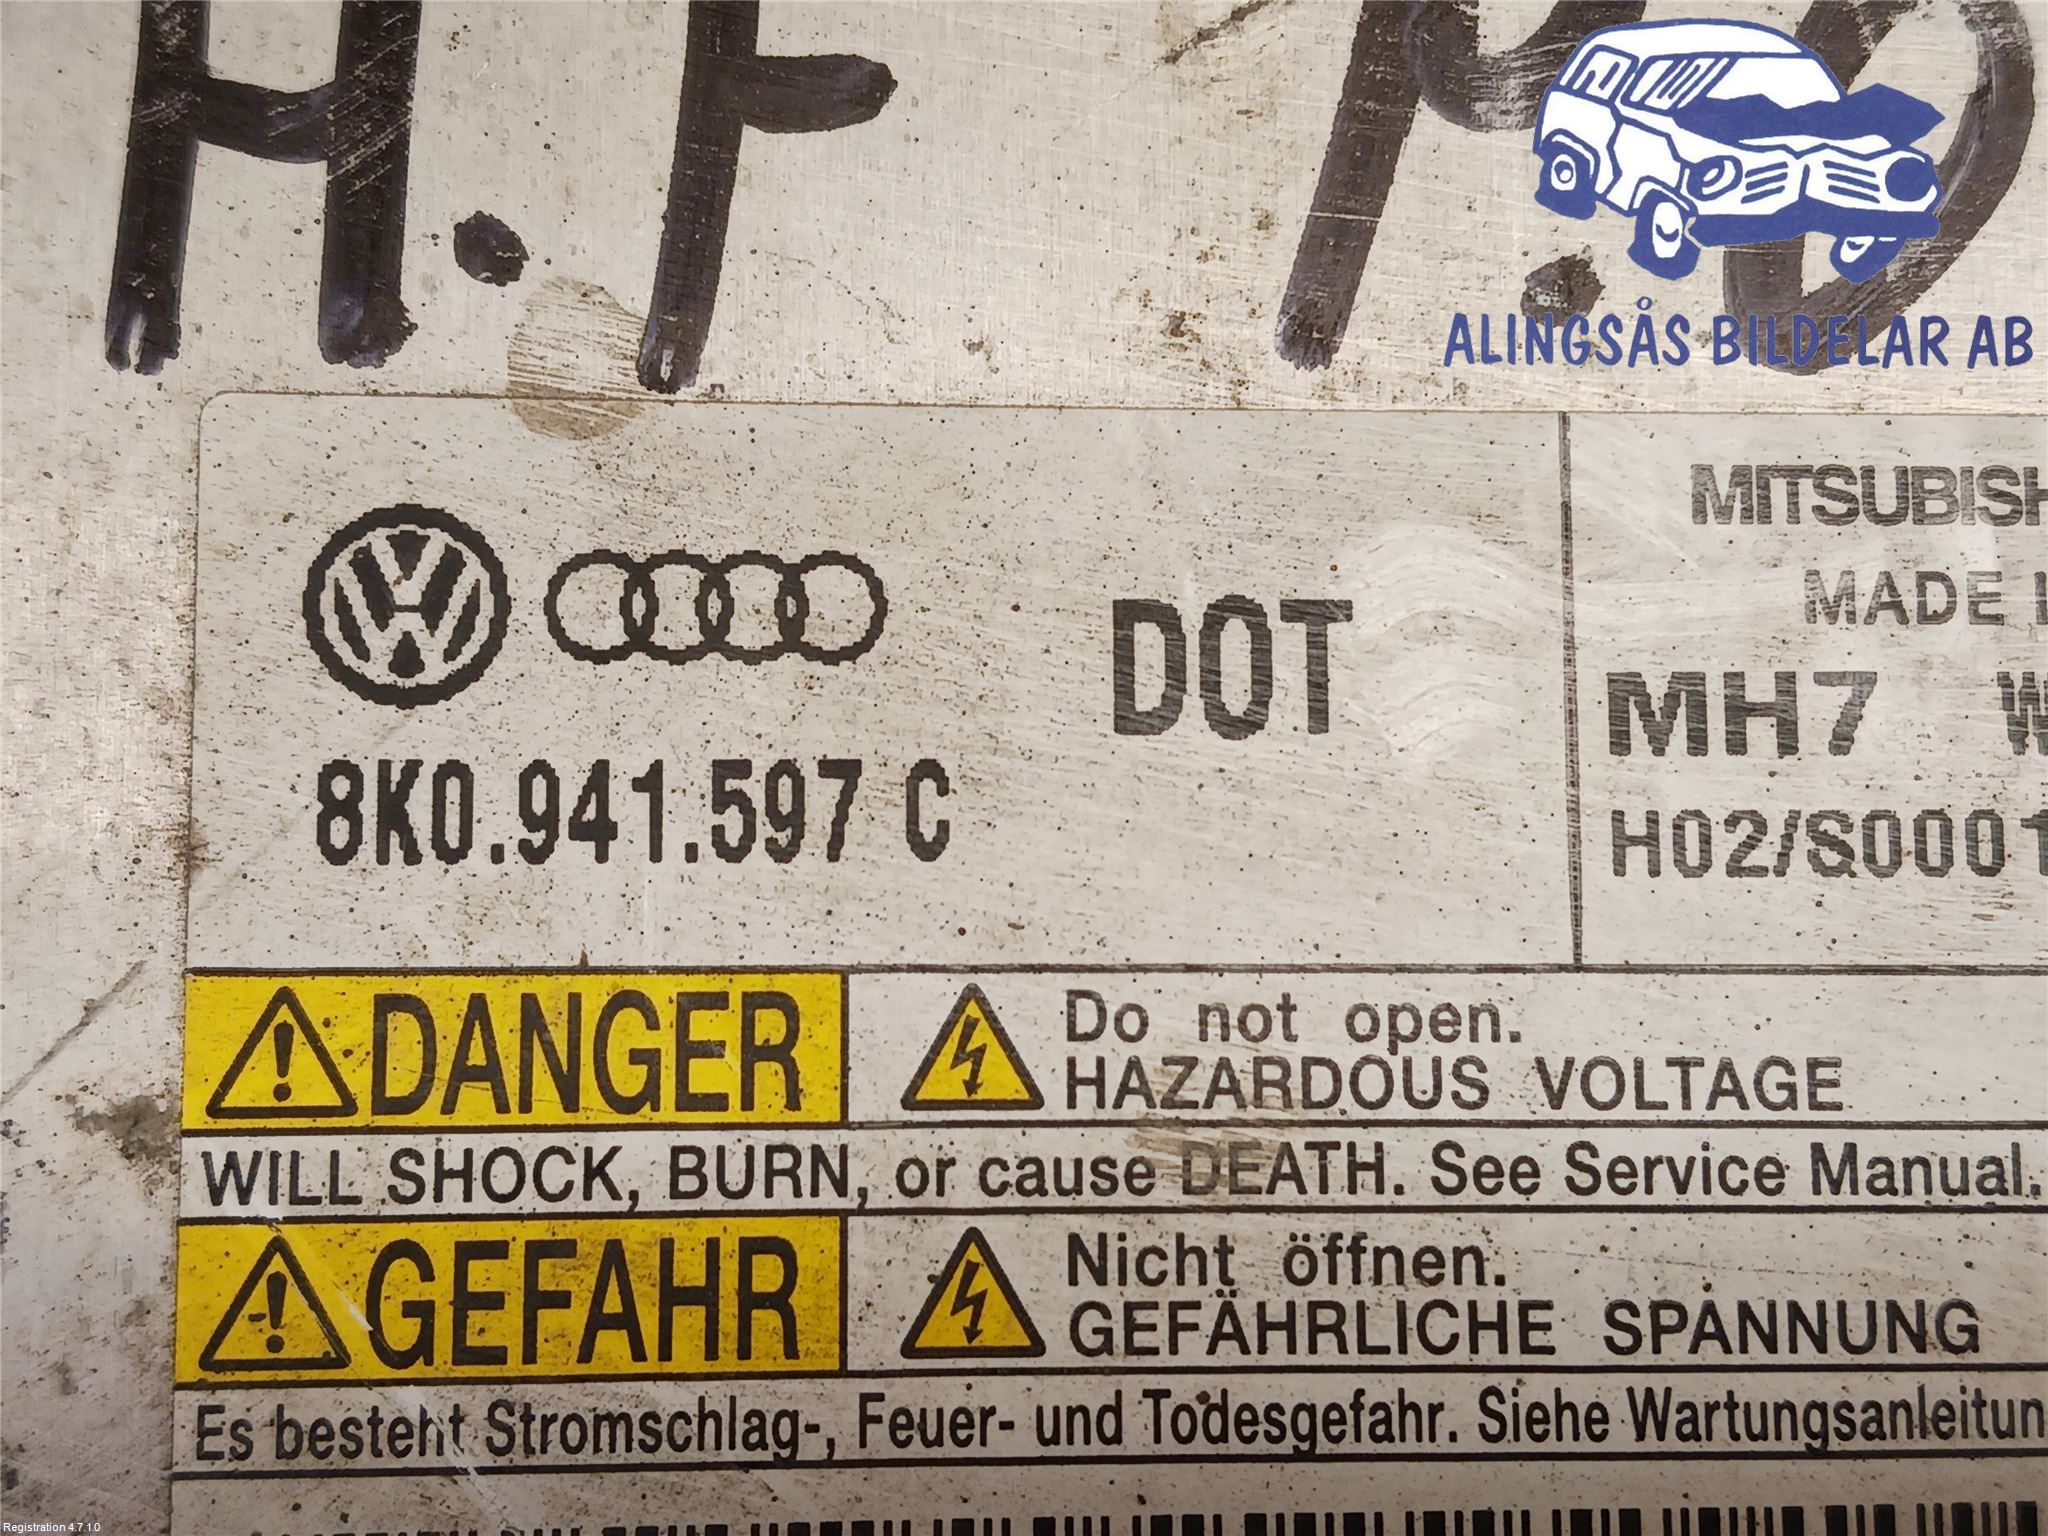 H.F
ALINGSÅS BILDELAR AB
MITSUBISH
MADE
DOT
MH7 W
8K0.941.597 C
H02/S0001
DANGER
Do not open.
HAZARDOUS VOLTAGE
WILL SHOCK, BURN, or cause DEATH. See Service Manual.
GEFAHR
Nicht öffnen.
GEFÄHRLICHE SPANNUNG
Es besteht Stromschlag-, Feuer- und Todesgefahr. Siehe Wartungsanleitun
Registration 4.7.1.0